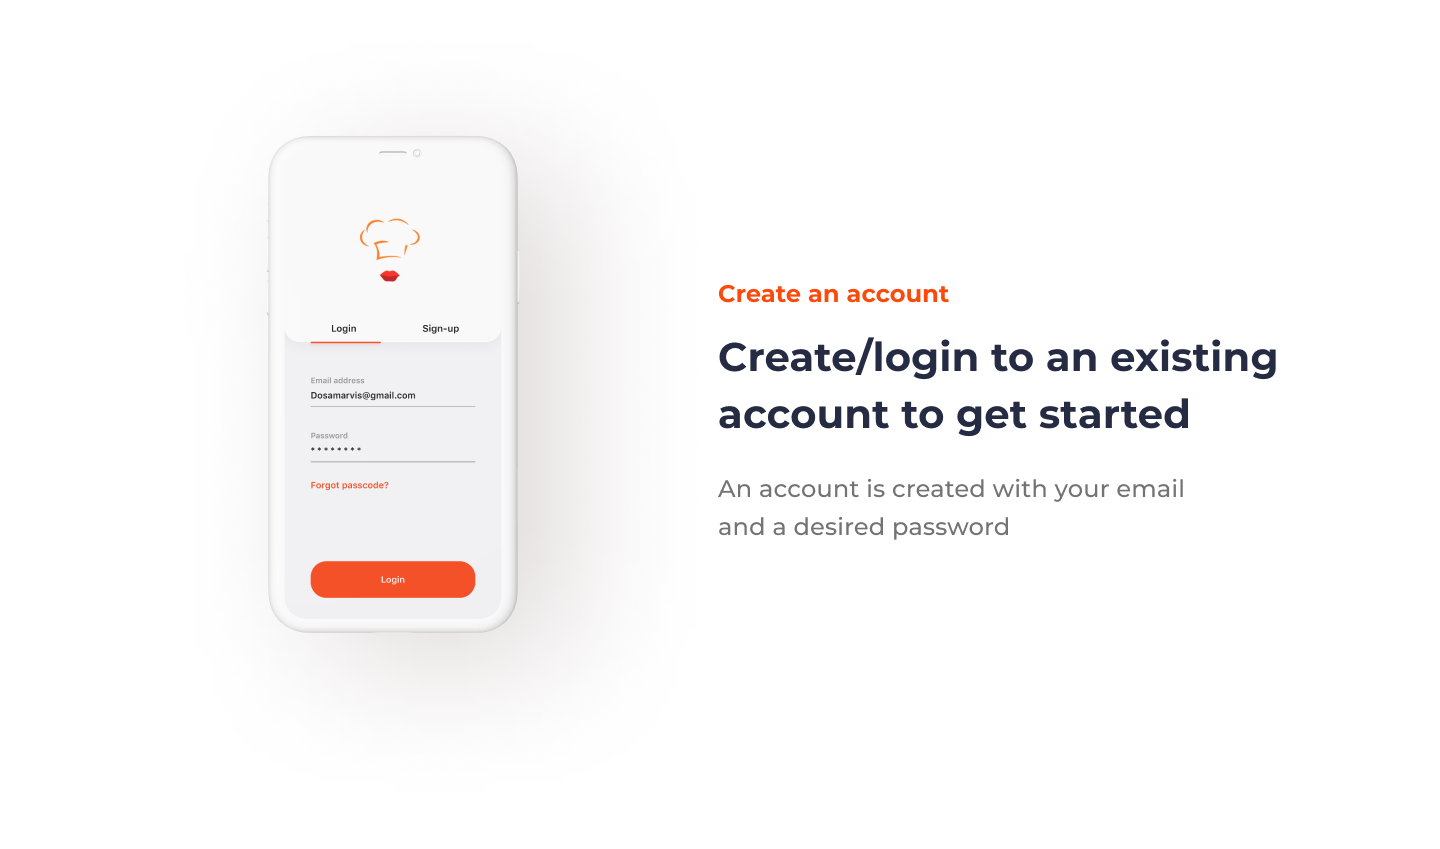 Login Sign-up
Email address
Dosamarvis@gmail.com
Password
Forgot passcode?
Login
Create an account
Create/login to an existing
account to get started
An account is created with your email
and a desired password